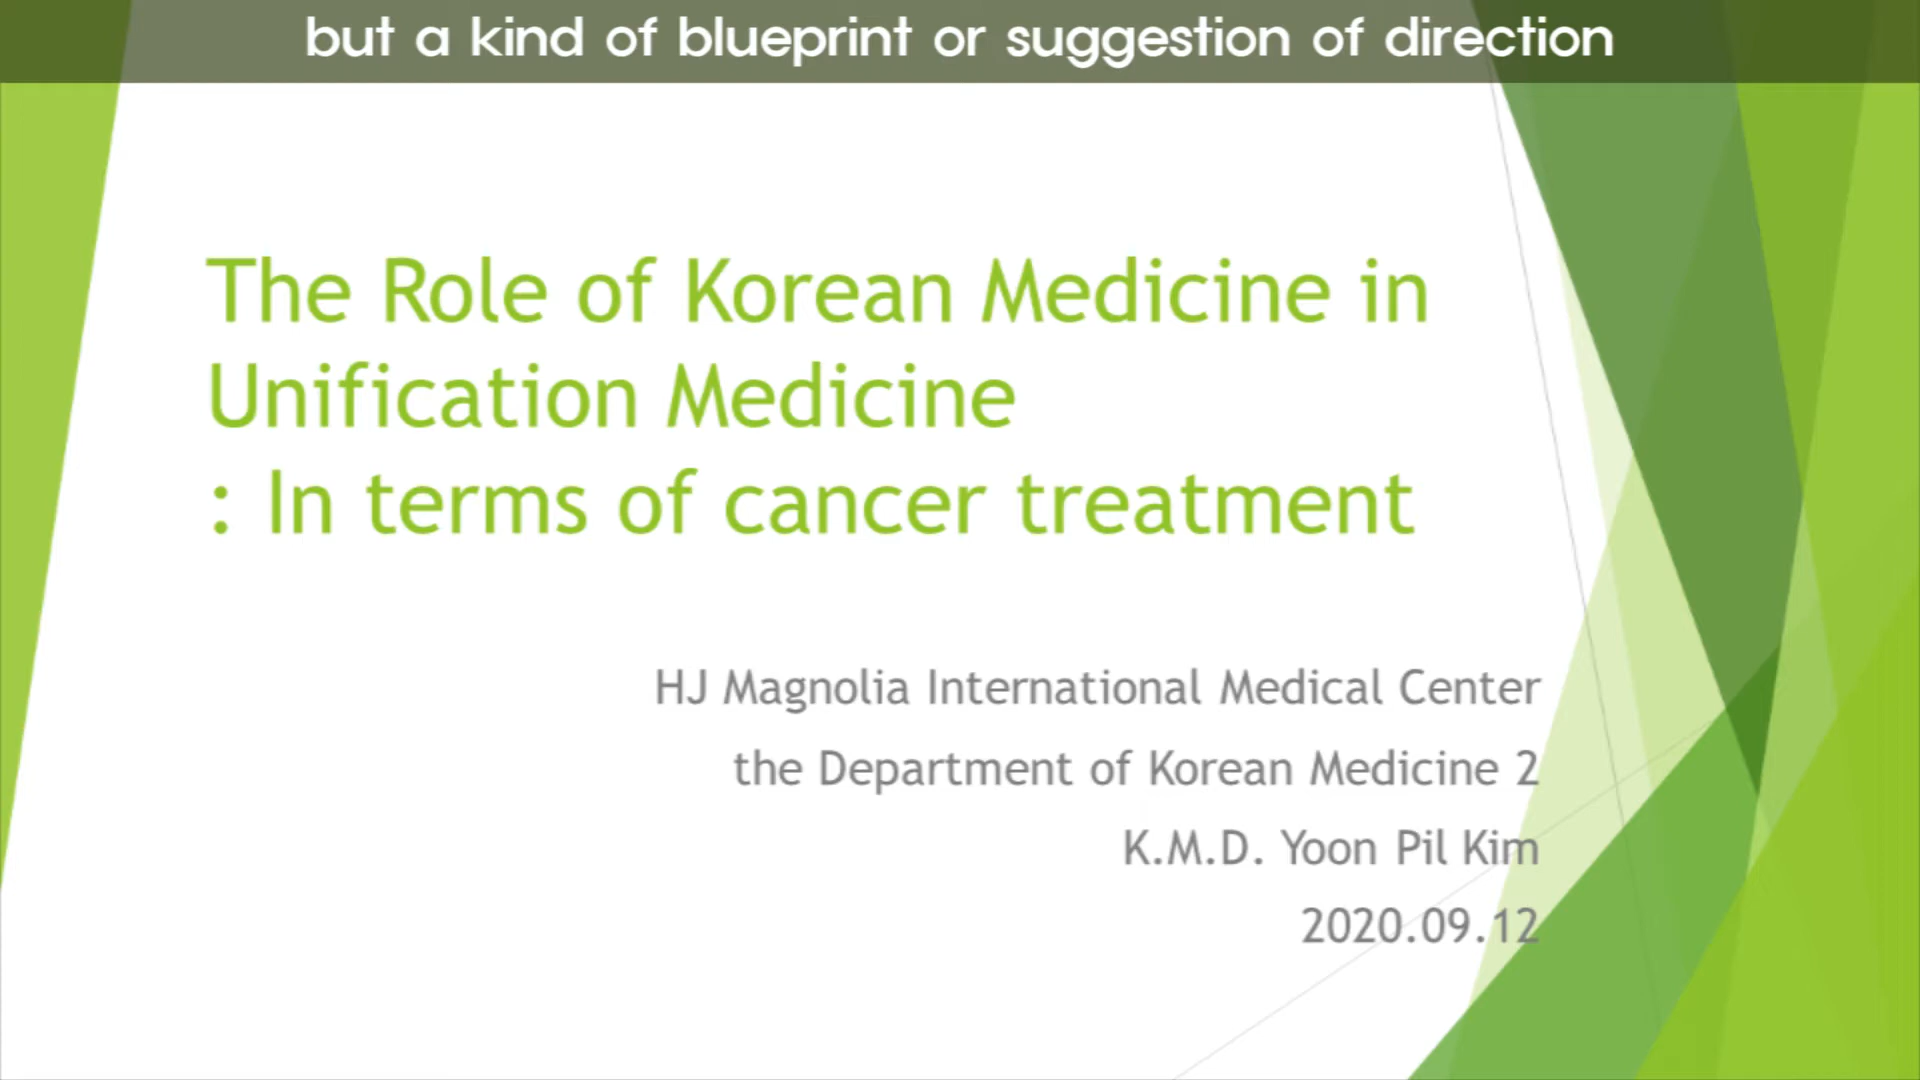 but a kind of blueprint or suggestion of direction
The Role of Korean Medicine in
Unification Medicine
: In terms of cancer treatment
HJ Magnolia International Medical Center
the Department of Korean Medicine 2
K.M.D. Yoon Pil Kim
2020.09.12